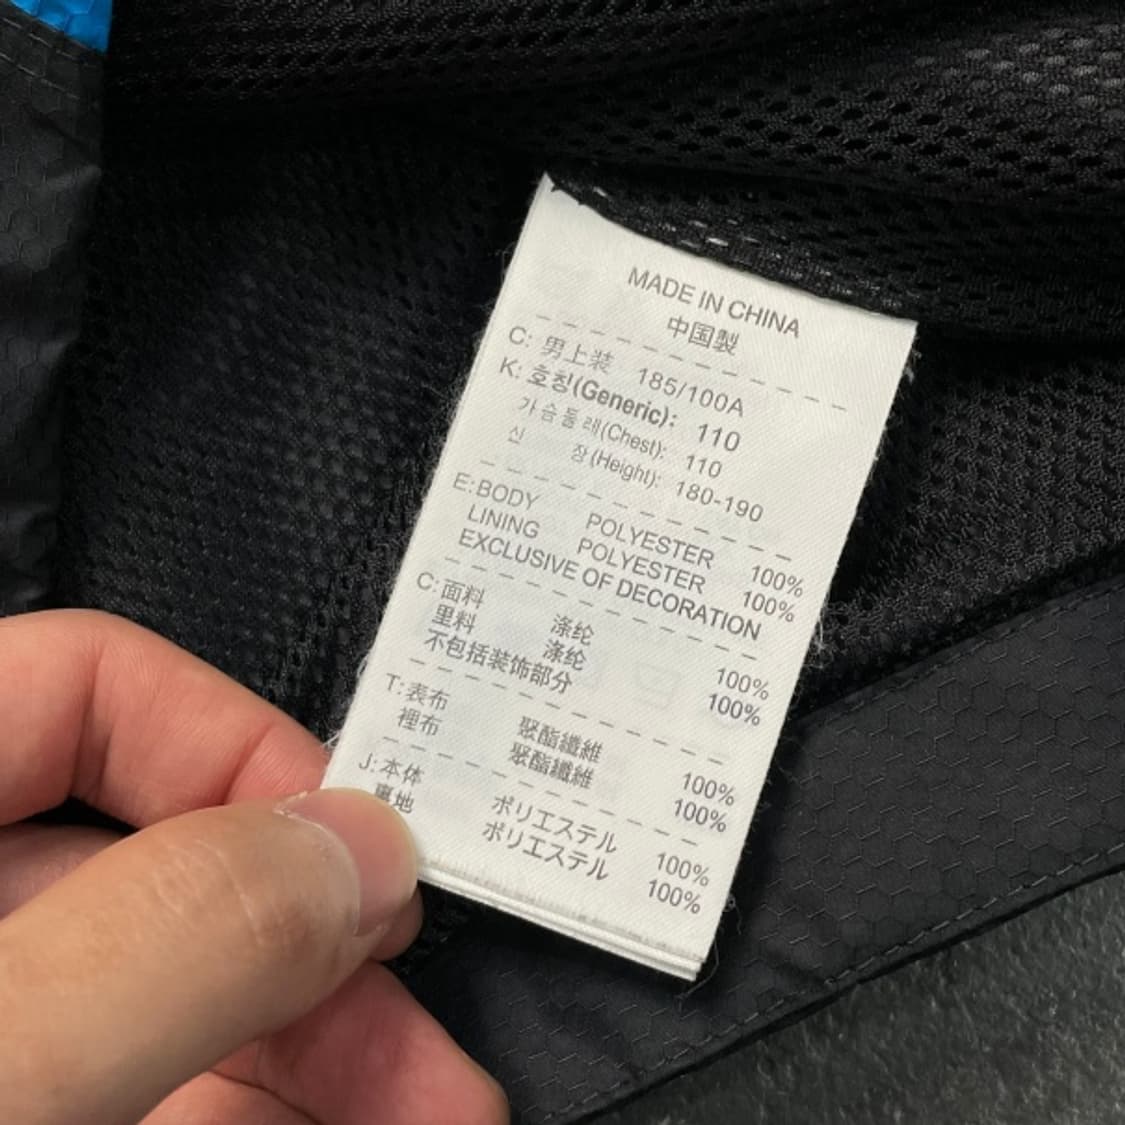 MADE IN CHINA
中国製
C: 男上装 185/100A
K: 호칭(Generic): 110
가슴둘레(Chest): 110
신 장(Height): 180-190
E: BODY POLYESTER 100%
LINING POLYESTER 100%
EXCLUSIVE OF DECORATION
C: 面料 涤纶 100%
里料 涤纶 100%
不包括装饰部分
T: 表布 聚酯纖維 100%
裡布 聚酯纖維 100%
J: 本体 ポリエステル 100%
裏地 ポリエステル 100%